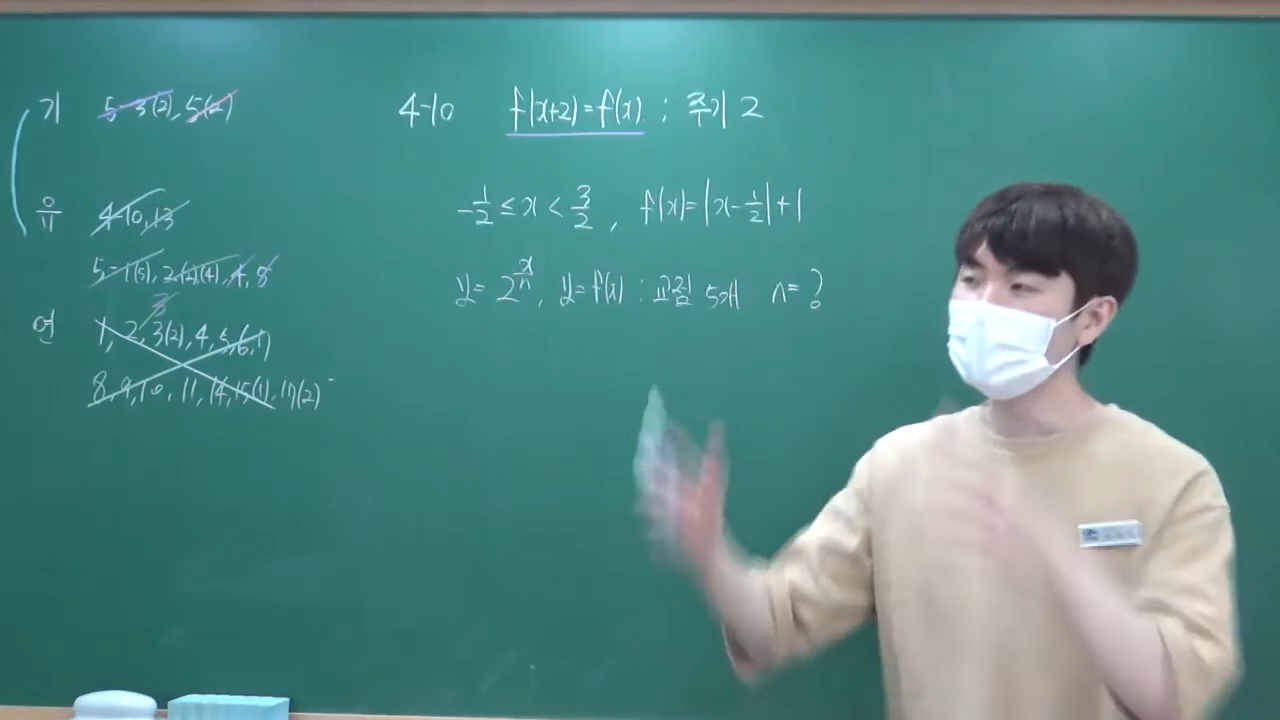 기 5-3(2), 5(2)
유 4-10, 13
5-1(5), 2(2),(4), 4, 8
3
연 1, 2, 3(2), 4, 5, 6, 7
8, 9, 10, 11, 14, 15(1), 17(2)
4-10 f(x+2)=f(x) ; 주기 2
-1/2 ≤ x < 3/2 , f(x)=|x-1/2|+1
y=2^(x/n), y=f(x) : 교점 5개 n=?